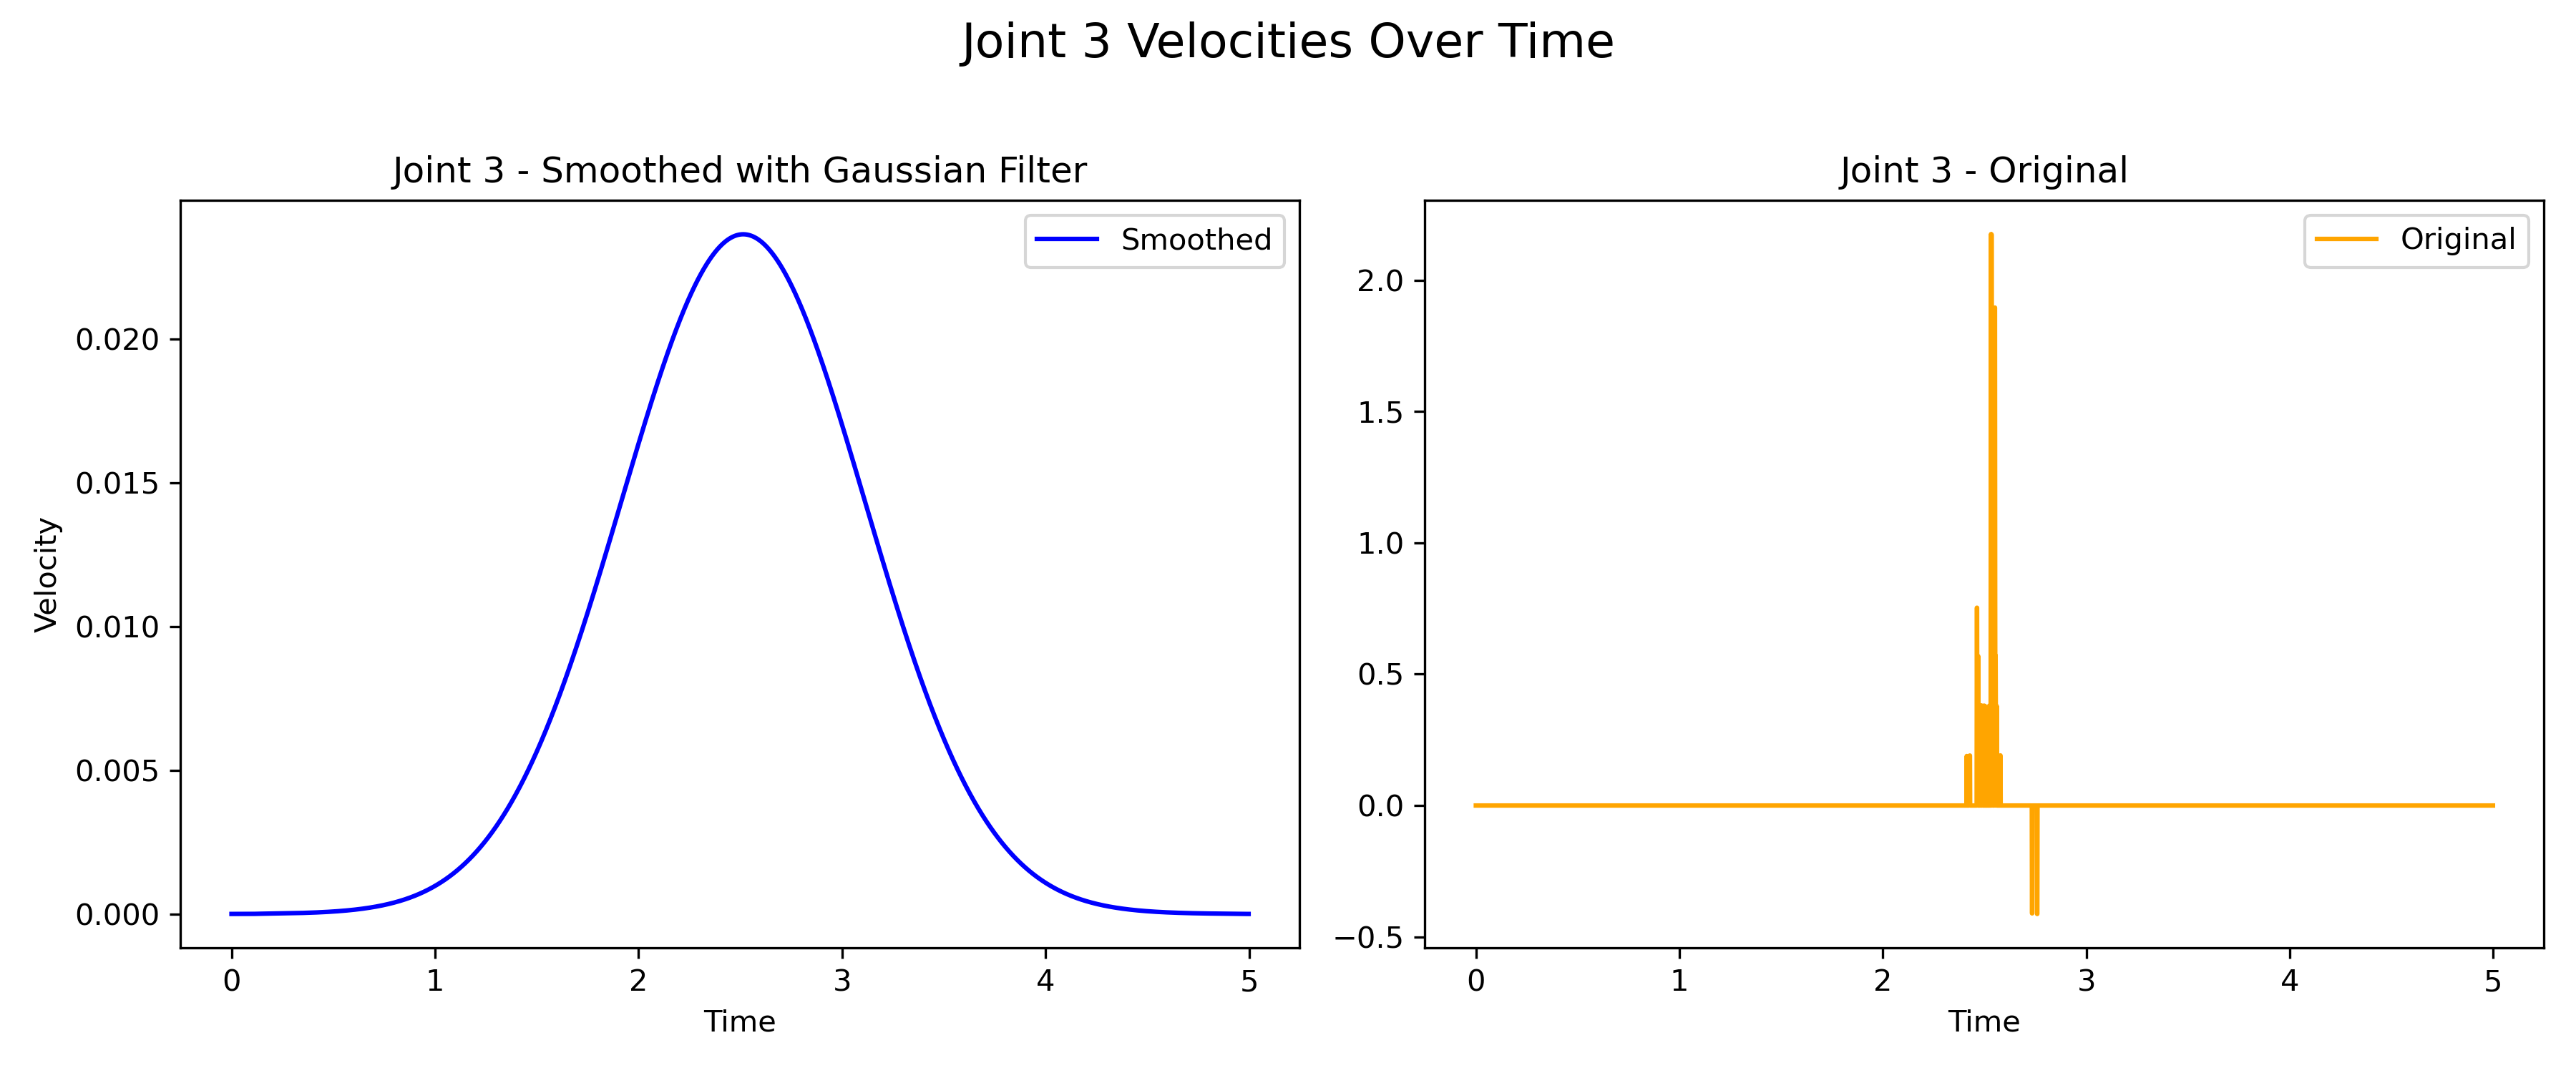 Joint 3 Velocities Over Time
Joint 3 - Smoothed with Gaussian Filter
Smoothed
Velocity
0.020
0.015
0.010
0.005
0.000
0 1 2 3 4 5
Time
Joint 3 - Original
Original
2.0
1.5
1.0
0.5
0.0
−0.5
0 1 2 3 4 5
Time